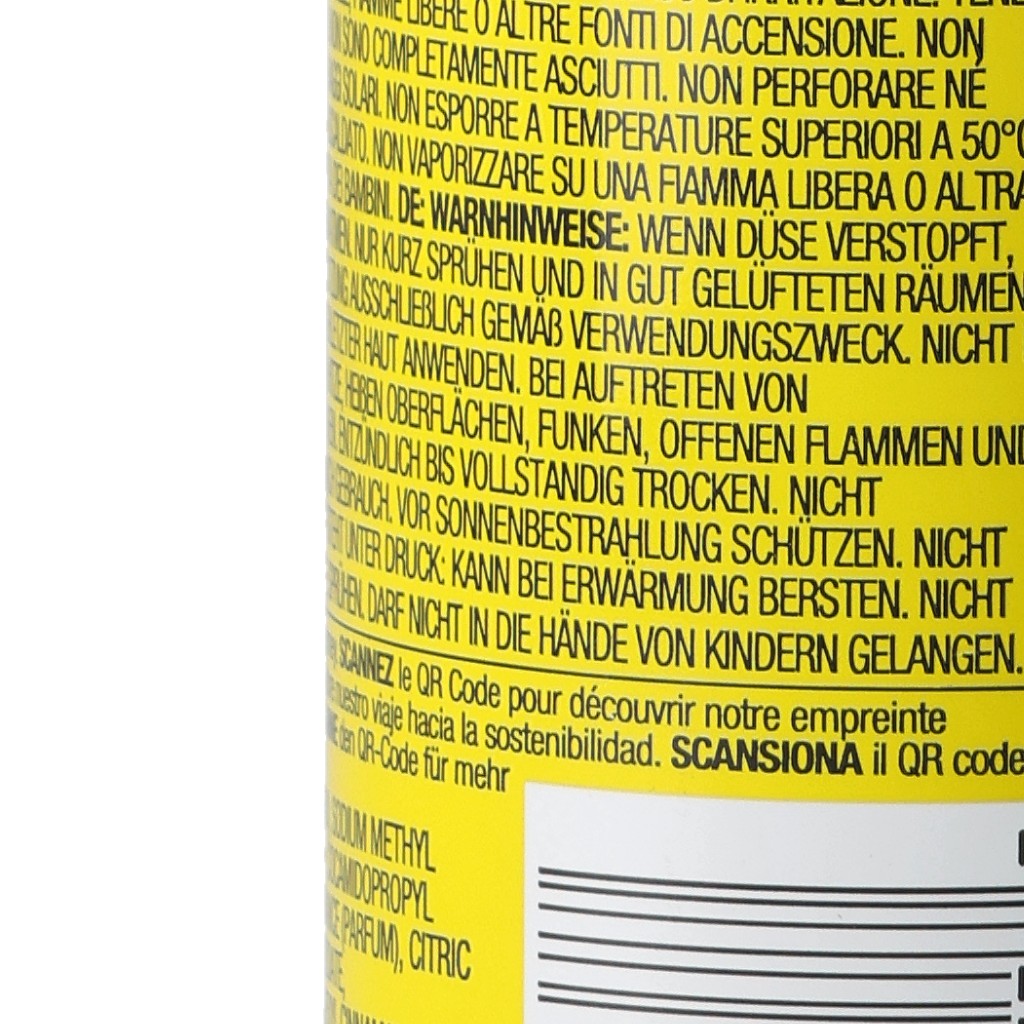 FIAMME LIBERE O ALTRE FONTI DI ACCENSIONE. NON
SONO COMPLETAMENTE ASCIUTTI. NON PERFORARE NÉ
SOLARI. NON ESPORRE A TEMPERATURE SUPERIORI A 50°C
NON VAPORIZZARE SU UNA FIAMMA LIBERA O ALTRA
BAMBINI. DE: WARNHINWEISE: WENN DÜSE VERSTOPFT,
NUR KURZ SPRÜHEN UND IN GUT GELÜFTETEN RÄUMEN
AUSSCHLIEßLICH GEMÄß VERWENDUNGSZWECK. NICHT
HAUT ANWENDEN. BEI AUFTRETEN VON
HEIßEN OBERFLÄCHEN, FUNKEN, OFFENEN FLAMMEN UND
ENTZÜNDLICH BIS VOLLSTANDIG TROCKEN. NICHT
GEBRAUCH. VOR SONNENBESTRAHLUNG SCHÜTZEN. NICHT
UNTER DRUCK: KANN BEI ERWÄRMUNG BERSTEN. NICHT
DARF NICHT IN DIE HÄNDE VON KINDERN GELANGEN.
SCANNEZ le QR Code pour découvrir notre empreinte
nuestro viaje hacia la sostenibilidad. SCANSIONA il QR code
den QR-Code für mehr
SODIUM METHYL
COCAMIDOPROPYL
(PARFUM), CITRIC